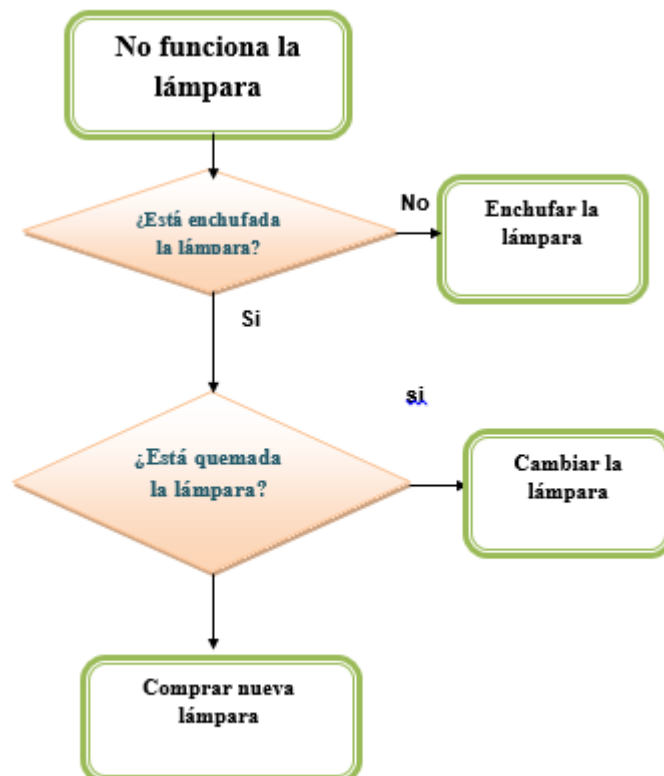 No funciona la
lámpara
¿Está enchufada
la lámpara?
No
Enchufar la
lámpara
Si
si
¿Está quemada
la lámpara?
Cambiar la
lámpara
Comprar nueva
lámpara